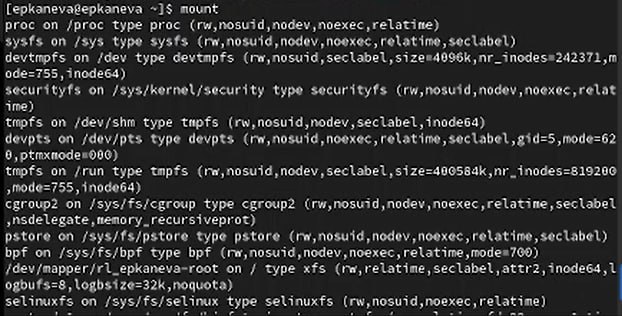 [epkaneva@epkaneva ~]$ mount
proc on /proc type proc (rw,nosuid,nodev,noexec,relatime)
sysfs on /sys type sysfs (rw,nosuid,nodev,noexec,relatime,seclabel)
devtmpfs on /dev type devtmpfs (rw,nosuid,noexec,seclabel,size=4096k,nr_inodes=242371,m
ode=755,inode64)
securityfs on /sys/kernel/security type securityfs (rw,nosuid,nodev,noexec,relat
ime)
tmpfs on /dev/shm type tmpfs (rw,nosuid,nodev,seclabel,inode64)
devpts on /dev/pts type devpts (rw,nosuid,noexec,relatime,seclabel,gid=5,mode=62
0,ptmxmode=000)
tmpfs on /run type tmpfs (rw,nosuid,nodev,seclabel,size=400584k,nr_inodes=819200
,mode=755,inode64)
cgroup2 on /sys/fs/cgroup type cgroup2 (rw,nosuid,nodev,noexec,relatime,seclabel
,nsdelegate,memory_recursiveprot)
pstore on /sys/fs/pstore type pstore (rw,nosuid,nodev,noexec,relatime,seclabel)
bpf on /sys/fs/bpf type bpf (rw,nosuid,nodev,noexec,relatime,mode=700)
/dev/mapper/rl_epkaneva-root on / type xfs (rw,relatime,seclabel,attr2,inode64,l
ogbufs=8,logbsize=32k,noquota)
selinuxfs on /sys/fs/selinux type selinuxfs (rw,nosuid,noexec,relatime)